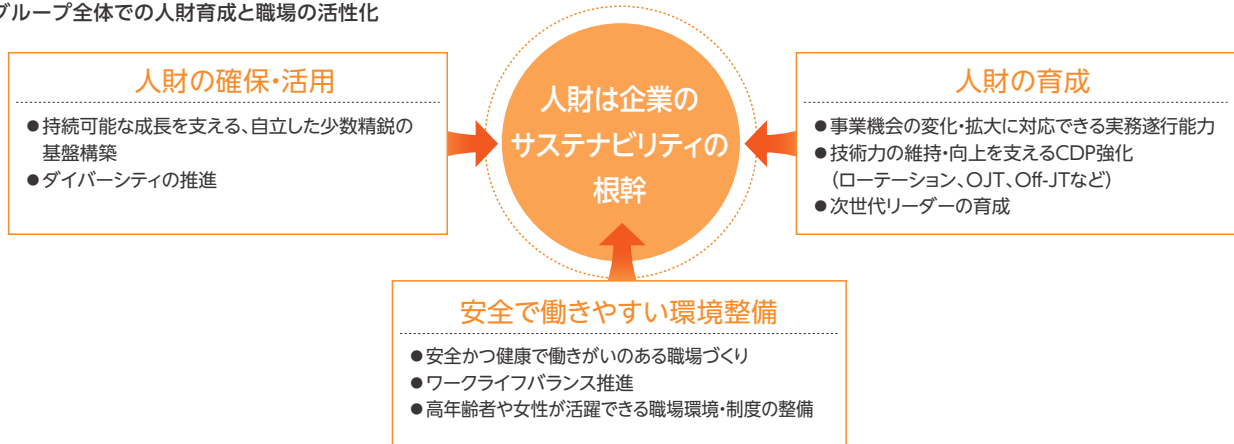 グループ全体での人財育成と職場の活性化
人財の確保・活用
●持続可能な成長を支える、自立した少数精鋭の
基盤構築
●ダイバーシティの推進
人財は企業の
サステナビリティの
根幹
人財の育成
●事業機会の変化・拡大に対応できる実務遂行能力
●技術力の維持・向上を支えるCDP強化
（ローテーション、OJT、Off-JTなど）
●次世代リーダーの育成
安全で働きやすい環境整備
●安全かつ健康で働きがいのある職場づくり
●ワークライフバランス推進
●高年齢者や女性が活躍できる職場環境・制度の整備